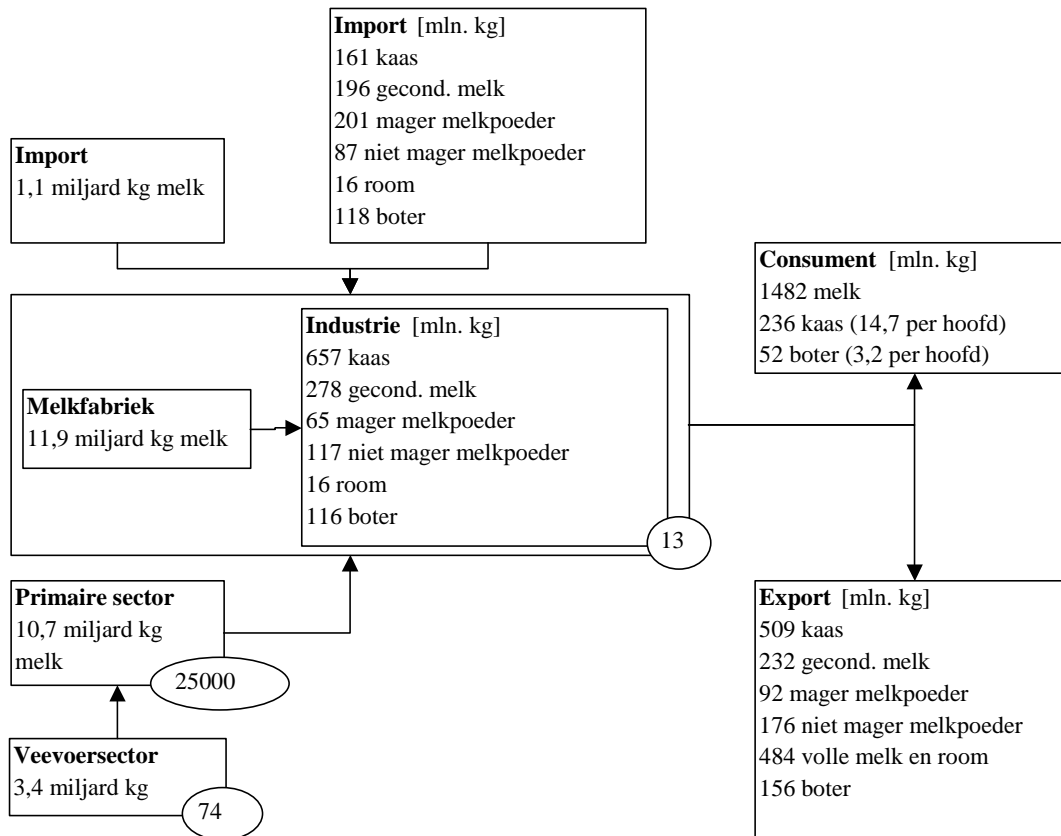 Import [mln. kg]
161 kaas
196 gecond. melk
201 mager melkpoeder
87 niet mager melkpoeder
16 room
118 boter
Import
1,1 miljard kg melk
Consument [mln. kg]
1482 melk
236 kaas (14,7 per hoofd)
52 boter (3,2 per hoofd)
Industrie [mln. kg]
657 kaas
278 gecond. melk
65 mager melkpoeder
117 niet mager melkpoeder
16 room
116 boter
13
Melkfabriek
11,9 miljard kg melk
Primaire sector
10,7 miljard kg
melk
25000
Veevoersector
3,4 miljard kg
74
Export [mln. kg]
509 kaas
232 gecond. melk
92 mager melkpoeder
176 niet mager melkpoeder
484 volle melk en room
156 boter